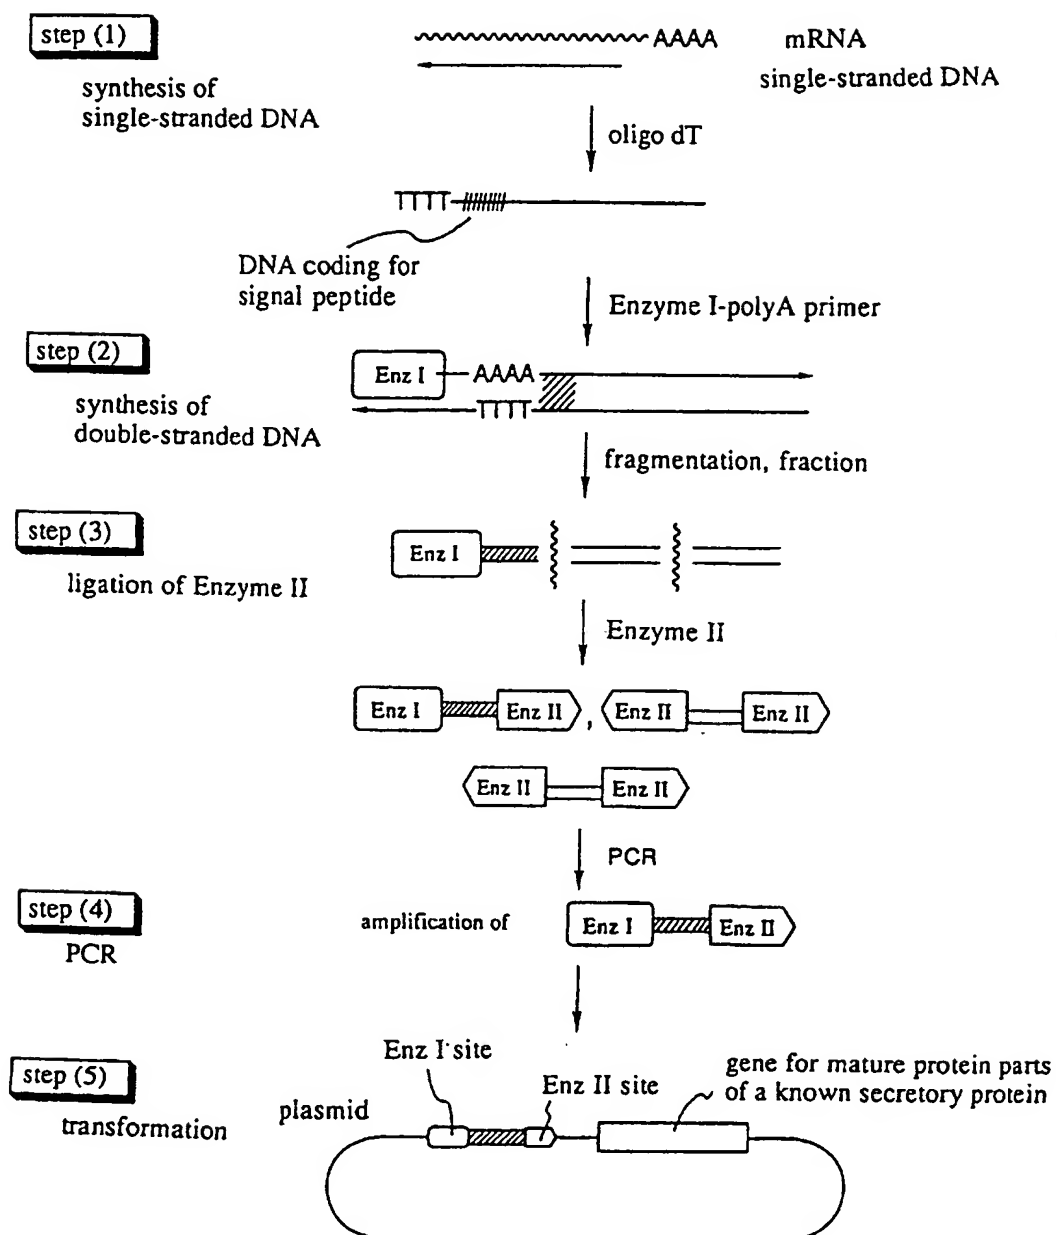 step (1)
AAAA mRNA
single-stranded DNA
synthesis of
single-stranded DNA
oligo dT
TTTT
DNA coding for
signal peptide
Enzyme I-polyA primer
step (2)
Enz I AAAA
TTTT
synthesis of
double-stranded DNA
fragmentation, fraction
step (3)
Enz I
ligation of Enzyme II
Enzyme II
Enz I Enz II , Enz II Enz II
Enz II Enz II
PCR
step (4)
amplification of Enz I Enz II
PCR
Enz I site
step (5)
Enz II site
gene for mature protein parts
of a known secretory protein
plasmid
transformation